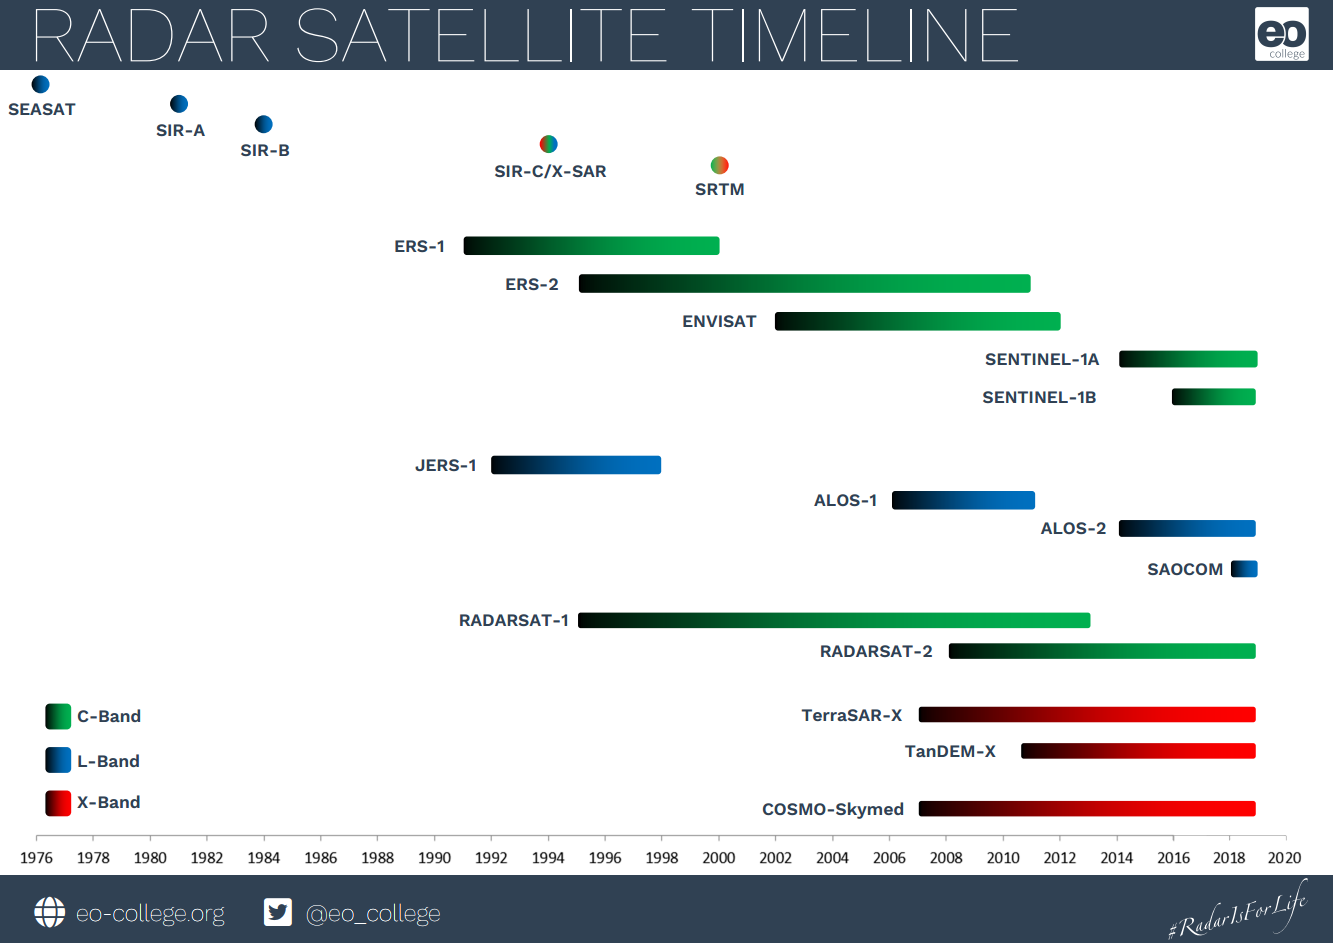 RADAR SATELLITE TIMELINE
eo
college
SEASAT
SIR-A
SIR-B
SIR-C/X-SAR
SRTM
ERS-1
ERS-2
ENVISAT
SENTINEL-1A
SENTINEL-1B
JERS-1
ALOS-1
ALOS-2
SAOCOM
RADARSAT-1
RADARSAT-2
C-Band
L-Band
X-Band
TerraSAR-X
TanDEM-X
COSMO-Skymed
1976 1978 1980 1982 1984 1986 1988 1990 1992 1994 1996 1998 2000 2002 2004 2006 2008 2010 2012 2014 2016 2018 2020
eo-college.org @eo_college #RadarIsForLife